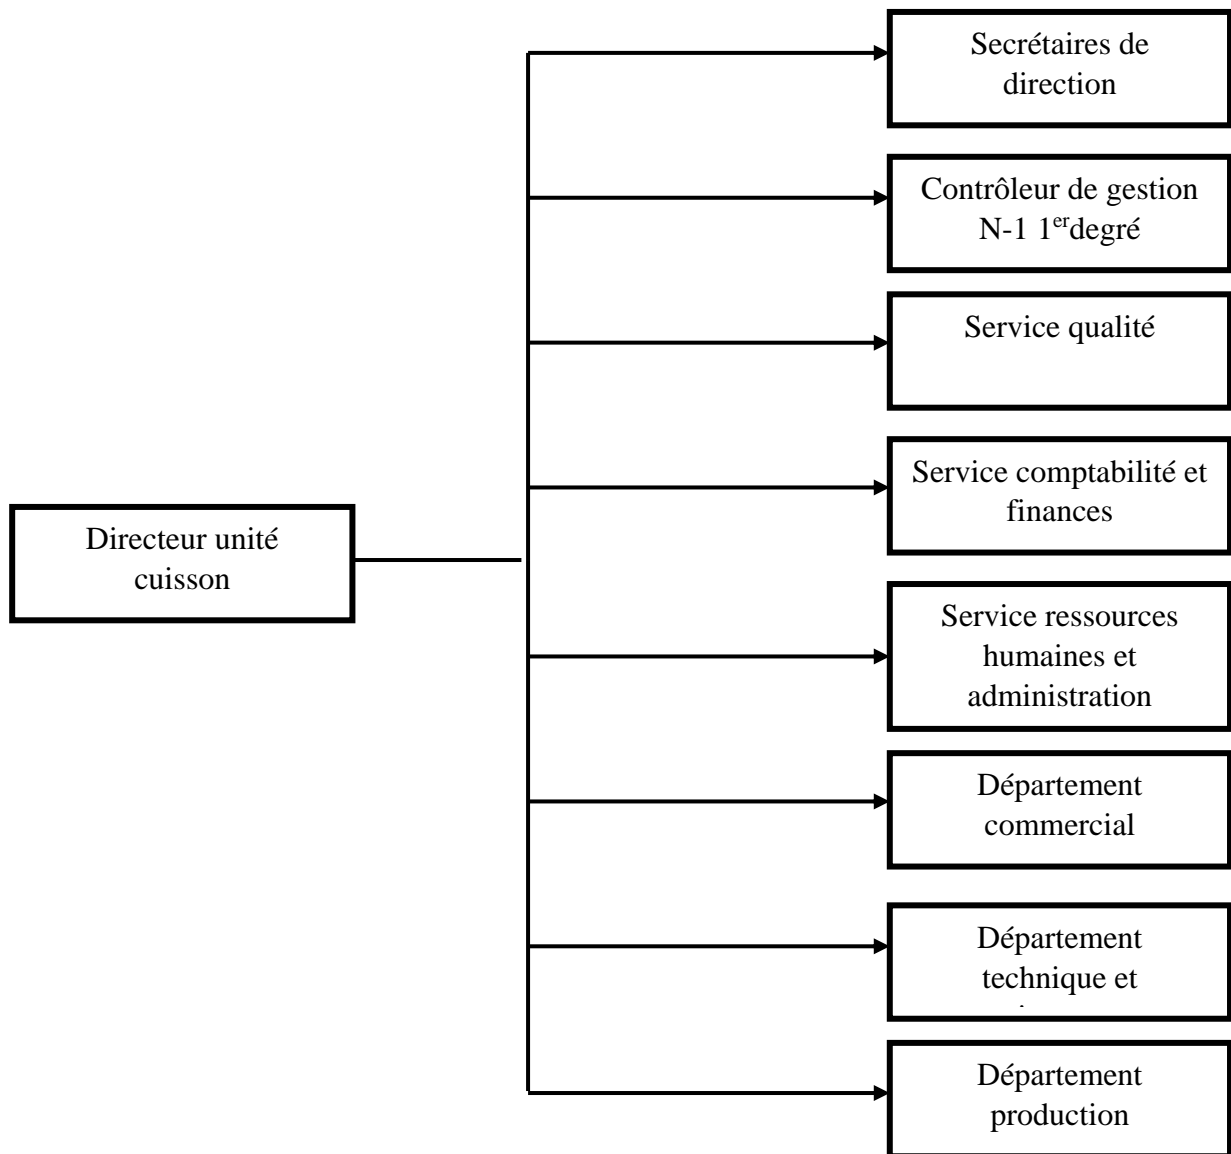 Secrétaires de
direction
Contrôleur de gestion
N-1 1erdegré
Service qualité
Service comptabilité et
finances
Directeur unité
cuisson
Service ressources
humaines et
administration
Département
commercial
Département
technique et
Département
production